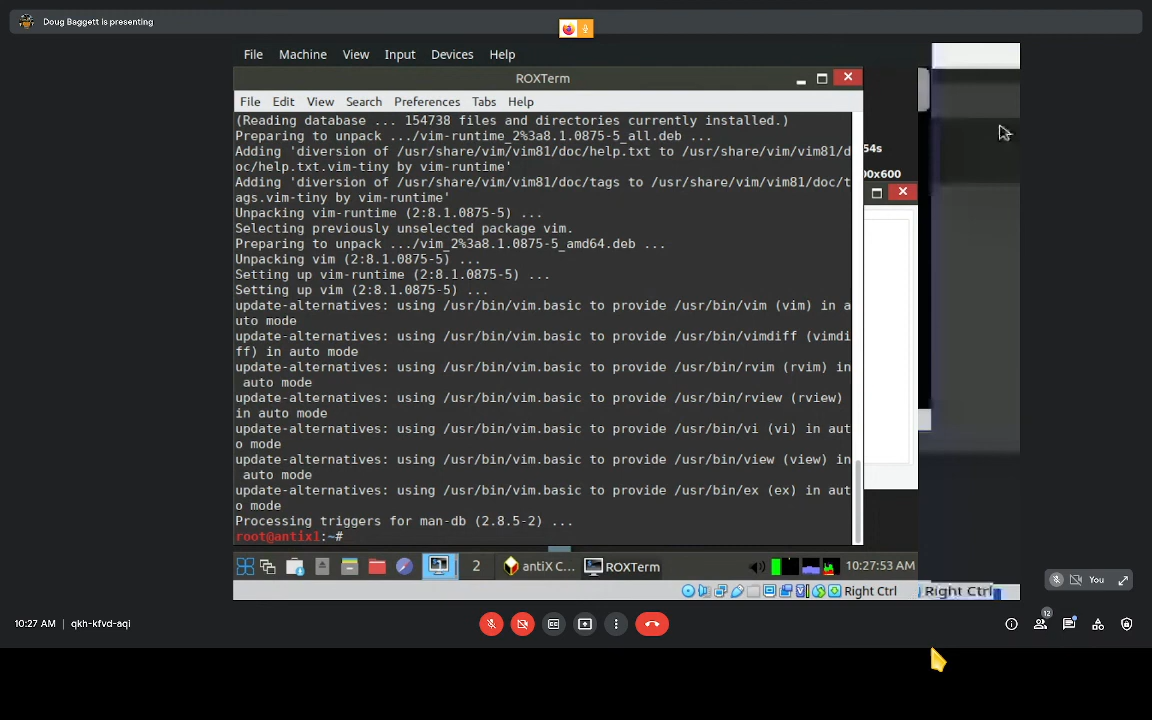 Doug Baggett is presenting
File Machine View Input Devices Help
ROXTerm
File Edit View Search Preferences Tabs Help
(Reading database ... 154738 files and directories currently installed.)
Preparing to unpack .../vim-runtime_2%3a8.1.0875-5_all.deb ...
Adding 'diversion of /usr/share/vim/vim81/doc/help.txt to /usr/share/vim/vim81/d
oc/help.txt.vim-tiny by vim-runtime'
Adding 'diversion of /usr/share/vim/vim81/doc/tags to /usr/share/vim/vim81/doc/t
ags.vim-tiny by vim-runtime'
Unpacking vim-runtime (2:8.1.0875-5) ...
Selecting previously unselected package vim.
Preparing to unpack .../vim_2%3a8.1.0875-5_amd64.deb ...
Unpacking vim (2:8.1.0875-5) ...
Setting up vim-runtime (2:8.1.0875-5) ...
Setting up vim (2:8.1.0875-5) ...
update-alternatives: using /usr/bin/vim.basic to provide /usr/bin/vim (vim) in a
uto mode
update-alternatives: using /usr/bin/vim.basic to provide /usr/bin/vimdiff (vimdi
ff) in auto mode
update-alternatives: using /usr/bin/vim.basic to provide /usr/bin/rvim (rvim) in
 auto mode
update-alternatives: using /usr/bin/vim.basic to provide /usr/bin/rview (rview)
in auto mode
update-alternatives: using /usr/bin/vim.basic to provide /usr/bin/vi (vi) in aut
o mode
update-alternatives: using /usr/bin/vim.basic to provide /usr/bin/view (view) in
 auto mode
update-alternatives: using /usr/bin/vim.basic to provide /usr/bin/ex (ex) in aut
o mode
Processing triggers for man-db (2.8.5-2) ...
root@antix1:~#
54s
00x600
1 2 antiX C... ROXTerm 10:27:53 AM
Right Ctrl Right Ctrl
You
10:27 AM | qkh-kfvd-aqi
12